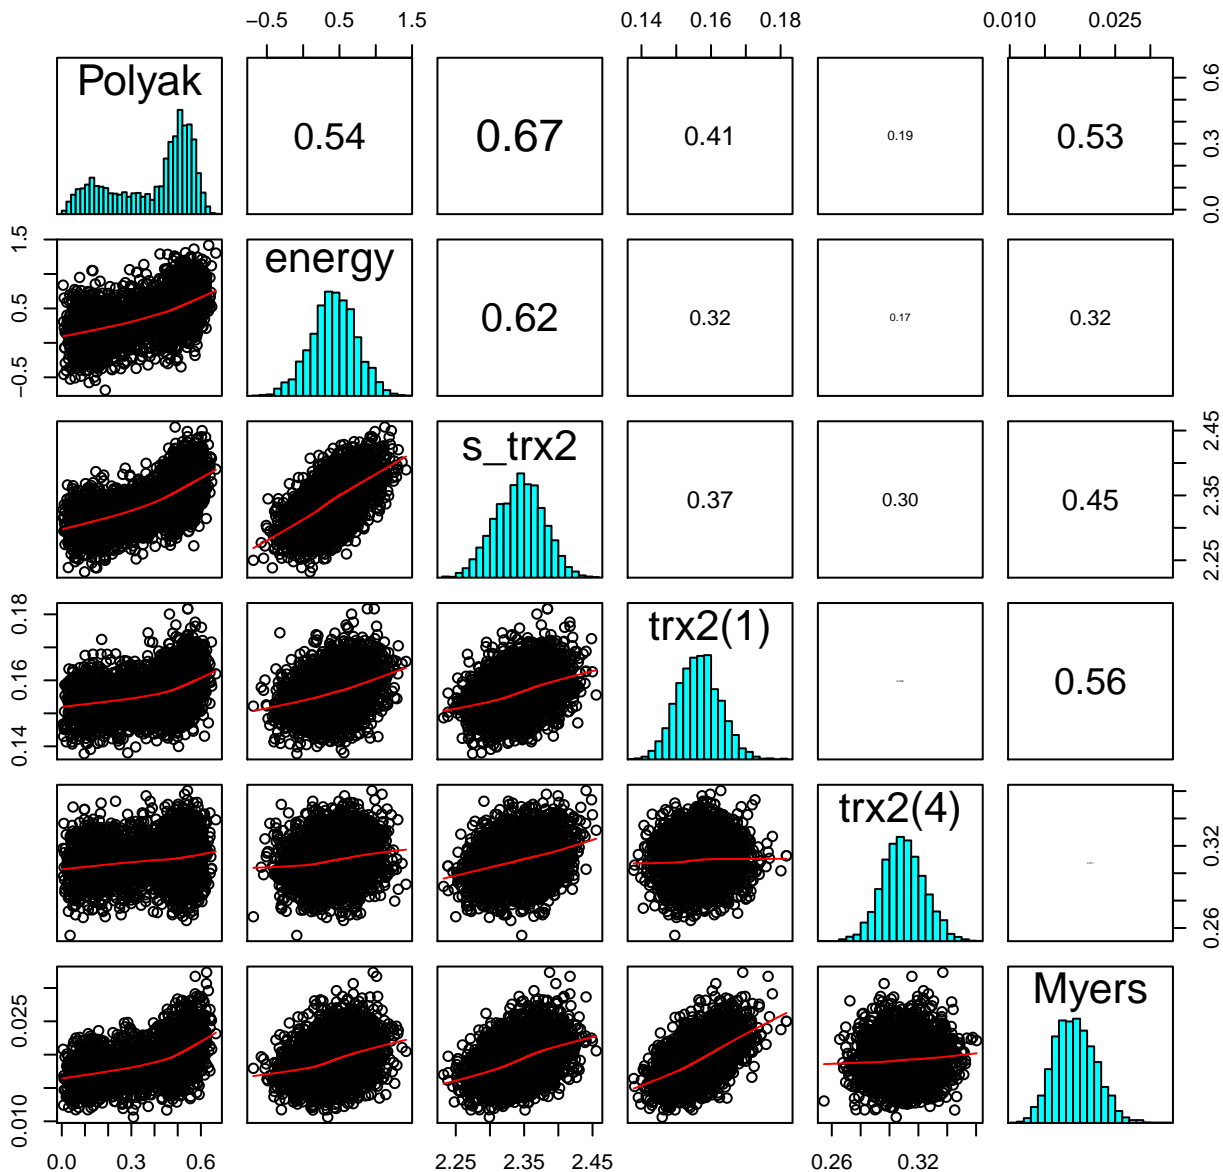 −0.5 0.5 1.5 0.14 0.16 0.18 0.010 0.025
Polyak 0.54 0.67 0.41 0.19 0.53 0.0 0.3 0.6
−0.5 0.5 1.5 energy 0.62 0.32 0.17 0.32
s_trx2 0.37 0.30 0.45 2.25 2.35 2.45
0.14 0.16 0.18 trx2(1) 0.56
trx2(4) 0.26 0.32
0.010 0.025 Myers
0.0 0.3 0.6 2.25 2.35 2.45 0.26 0.32